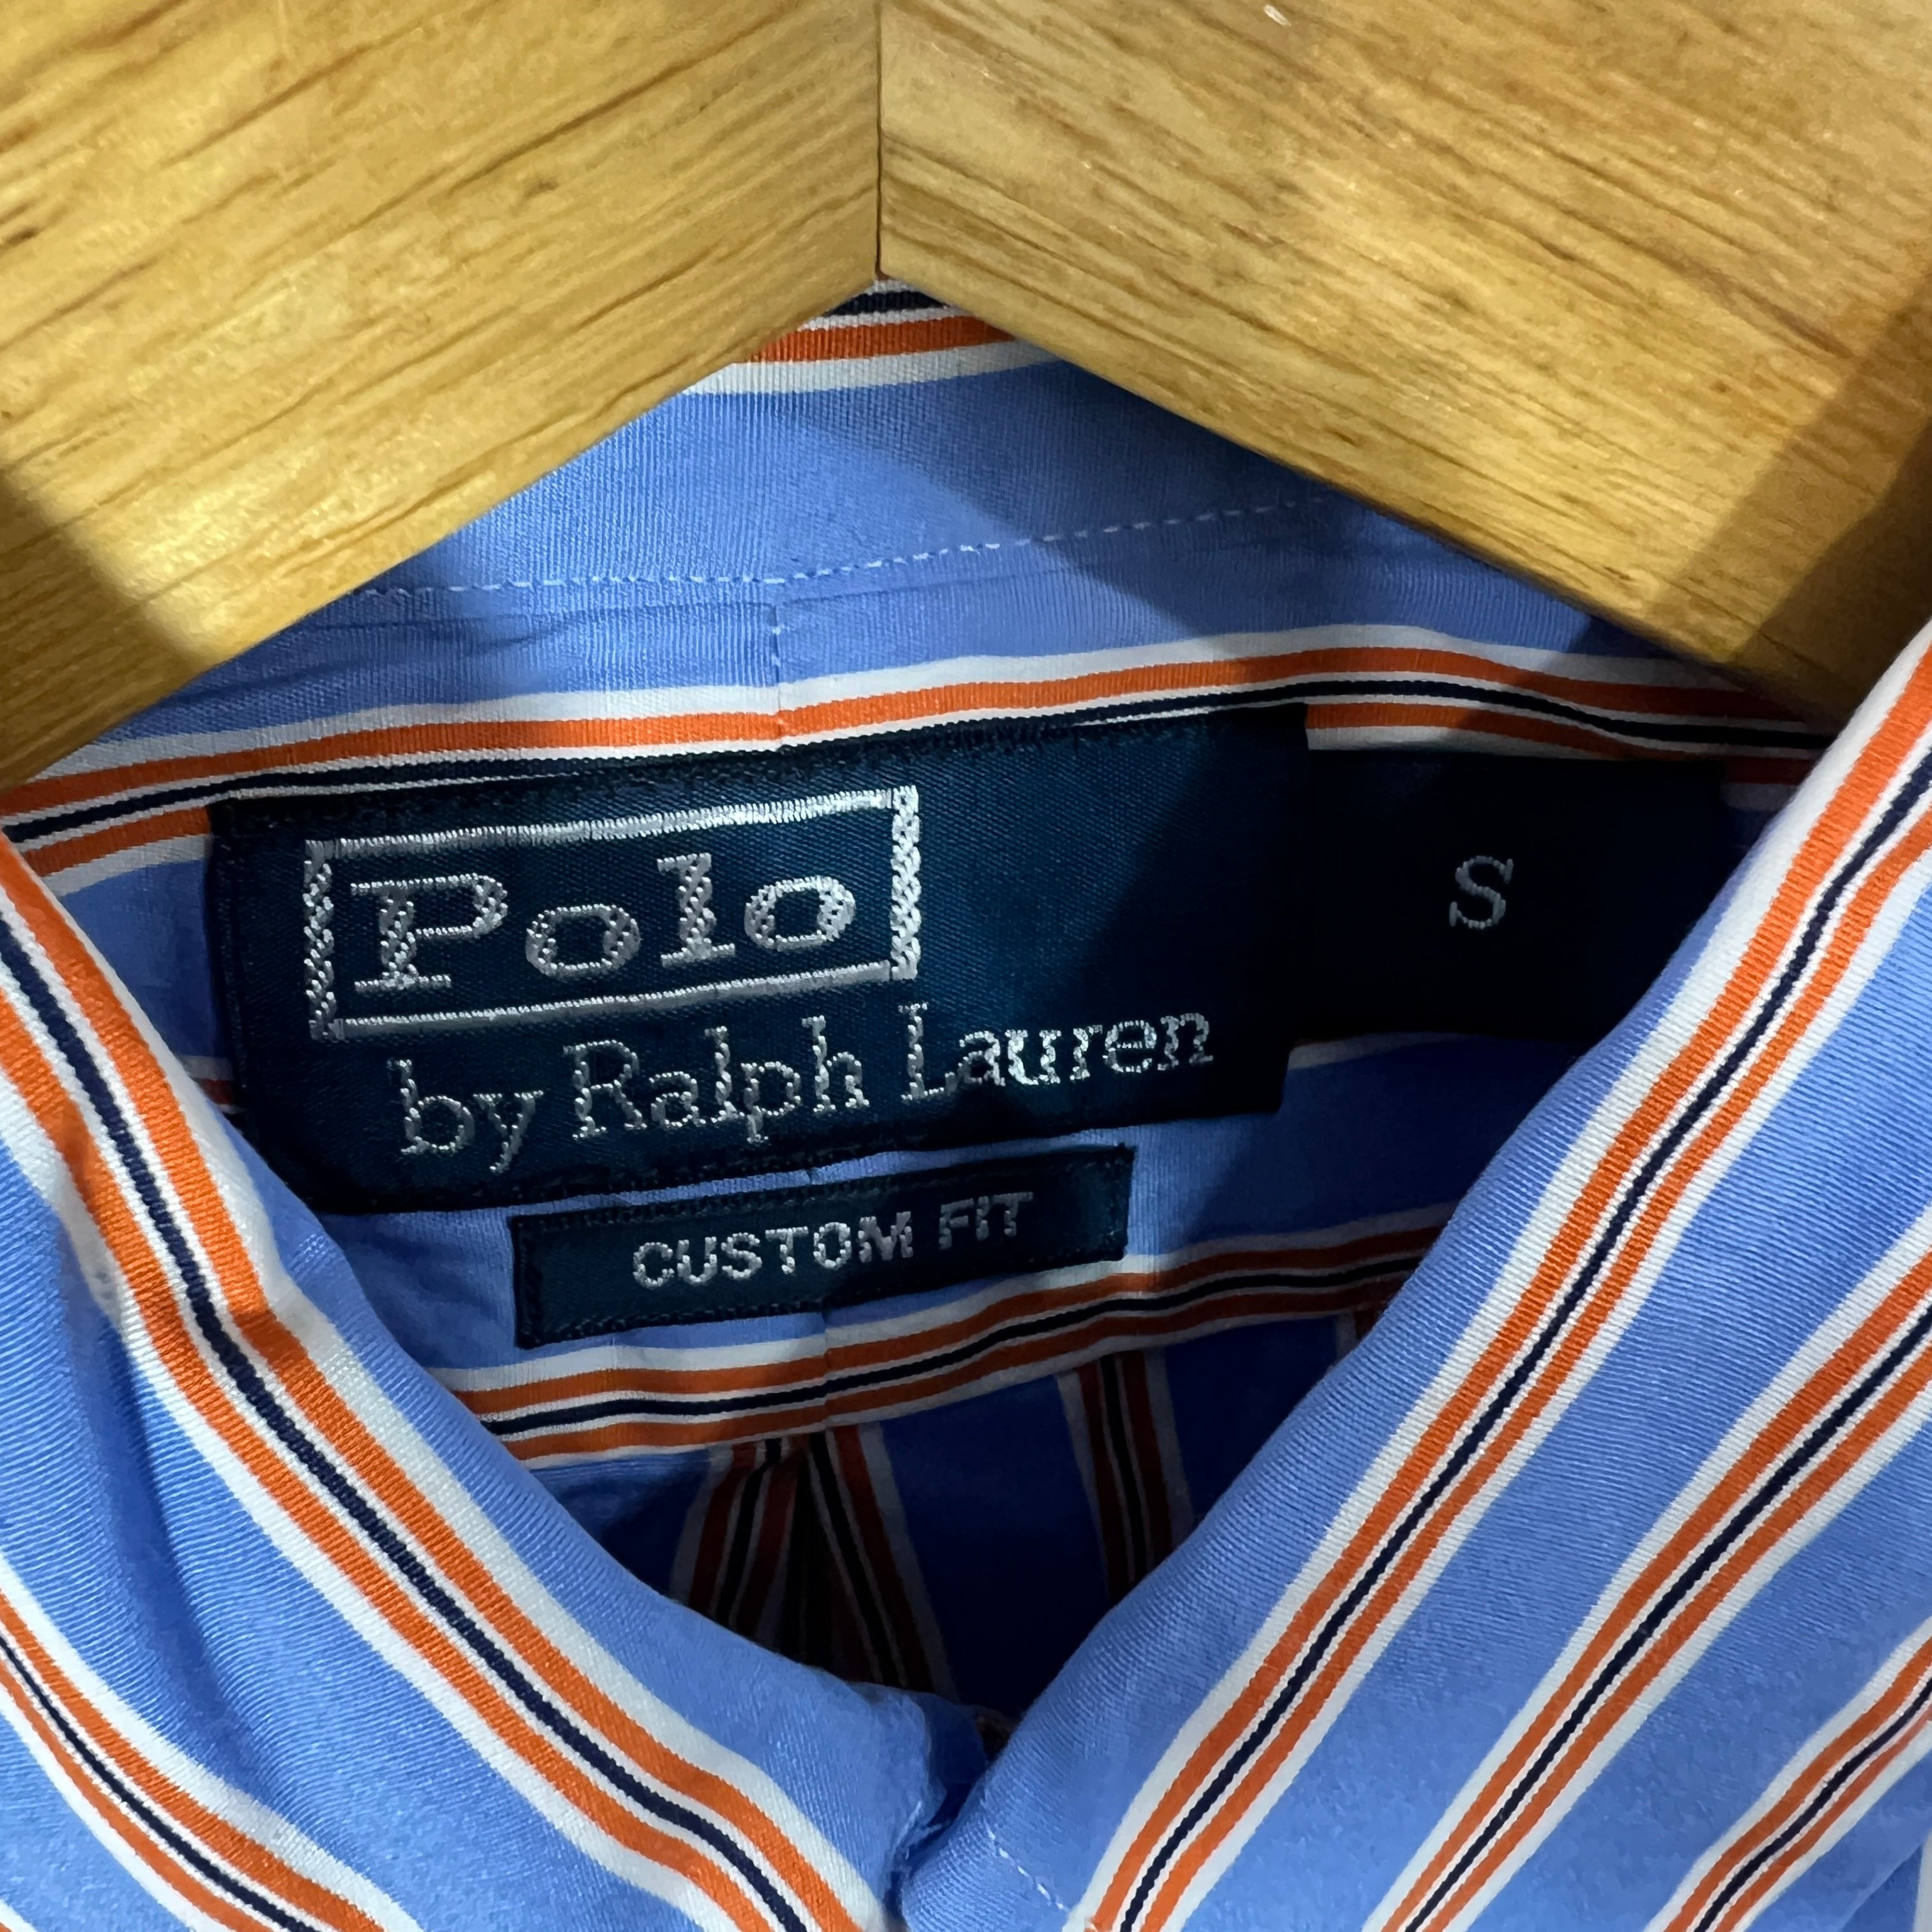 Polo
by Ralph Lauren
S
CUSTOM FIT